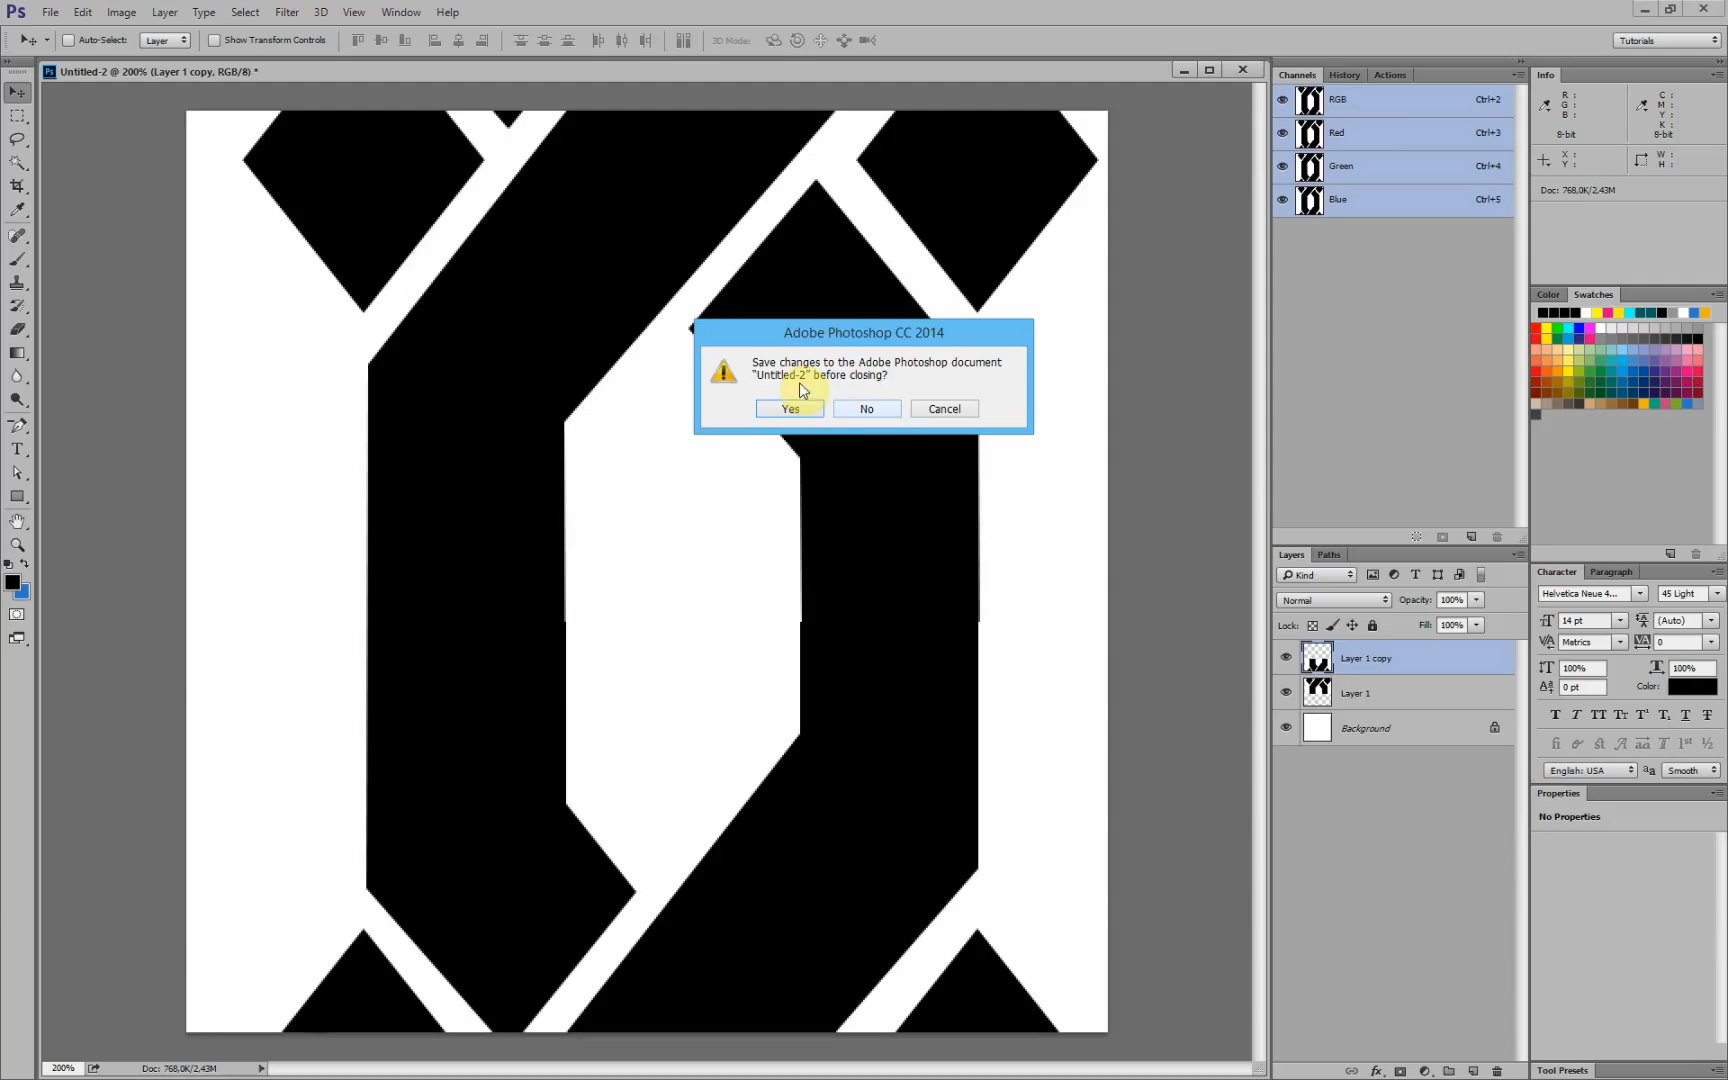 Ps File Edit Image Layer Type Select Filter 3D View Window Help
Auto-Select: Layer Show Transform Controls 3D Mode: Tutorials
Untitled-2 @ 200% (Layer 1 copy, RGB/8) *
Channels History Actions
RGB Ctrl+2
Red Ctrl+3
Green Ctrl+4
Blue Ctrl+5
Info
R : C :
G : M :
B : Y :
K :
8-bit 8-bit
X : W :
Y : H :
Doc: 768,0K/2,43M
Color Swatches
Adobe Photoshop CC 2014
Save changes to the Adobe Photoshop document
"Untitled-2" before closing?
Yes No Cancel
Layers Paths
Kind
Normal Opacity: 100%
Lock: Fill: 100%
Layer 1 copy
Layer 1
Background
Character Paragraph
Helvetica Neue 4... 45 Light
14 pt (Auto)
Metrics 0
100% 100%
0 pt Color:
English: USA Smooth
Properties
No Properties
Tool Presets
200% Doc: 768,0K/2,43M